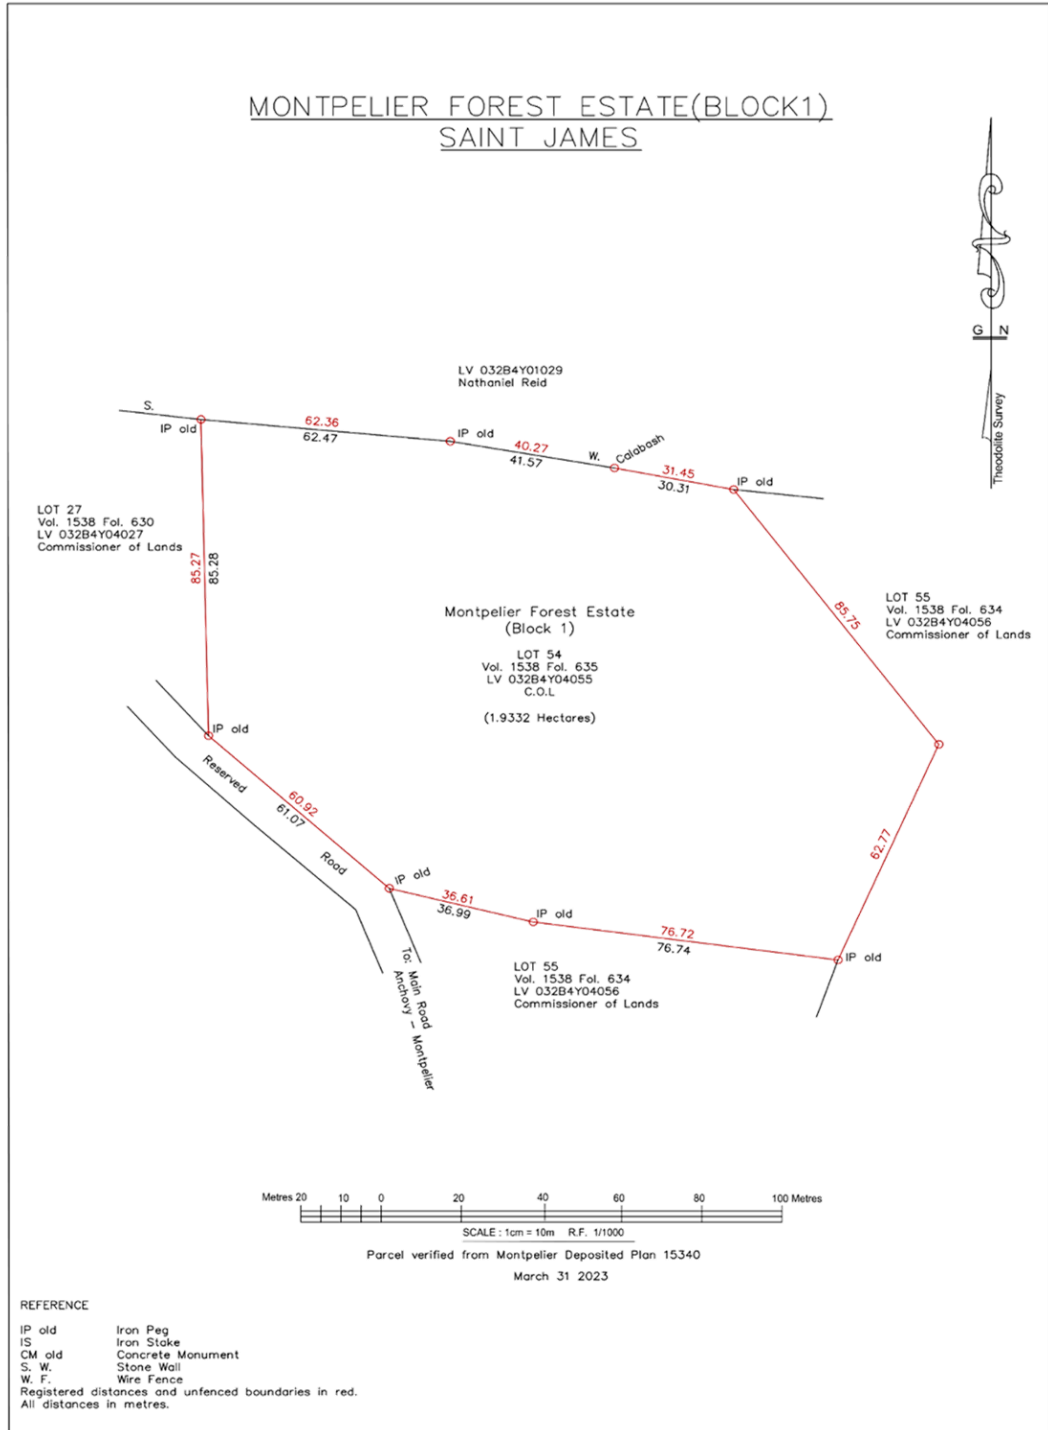 MONTPELIER FOREST ESTATE(BLOCK1)
SAINT JAMES
G N
Theodolite Survey
LV 032B4Y01029
Nathaniel Reid
S.
IP old
62.36
62.47
IP old
40.27
41.57
W.
Calabash
31.45
30.31
IP old
LOT 27
Vol. 1538 Fol. 630
LV 032B4Y04027
Commissioner of Lands
85.27
85.28
85.75
LOT 55
Vol. 1538 Fol. 634
LV 032B4Y04056
Commissioner of Lands
Montpelier Forest Estate
(Block 1)
LOT 54
Vol. 1538 Fol. 635
LV 032B4Y04055
C.O.L
(1.9332 Hectares)
IP old
Reserved
Road
60.92
61.07
62.77
IP old
36.61
36.99
IP old
76.72
76.74
IP old
To: Main Road
Anchovy – Montpelier
LOT 55
Vol. 1538 Fol. 634
LV 032B4Y04056
Commissioner of Lands
Metres 20 10 0 20 40 60 80 100 Metres
SCALE : 1cm = 10m R.F. 1/1000
Parcel verified from Montpelier Deposited Plan 15340
March 31 2023
REFERENCE
IP old Iron Peg
IS Iron Stake
CM old Concrete Monument
S. W. Stone Wall
W. F. Wire Fence
Registered distances and unfenced boundaries in red.
All distances in metres.